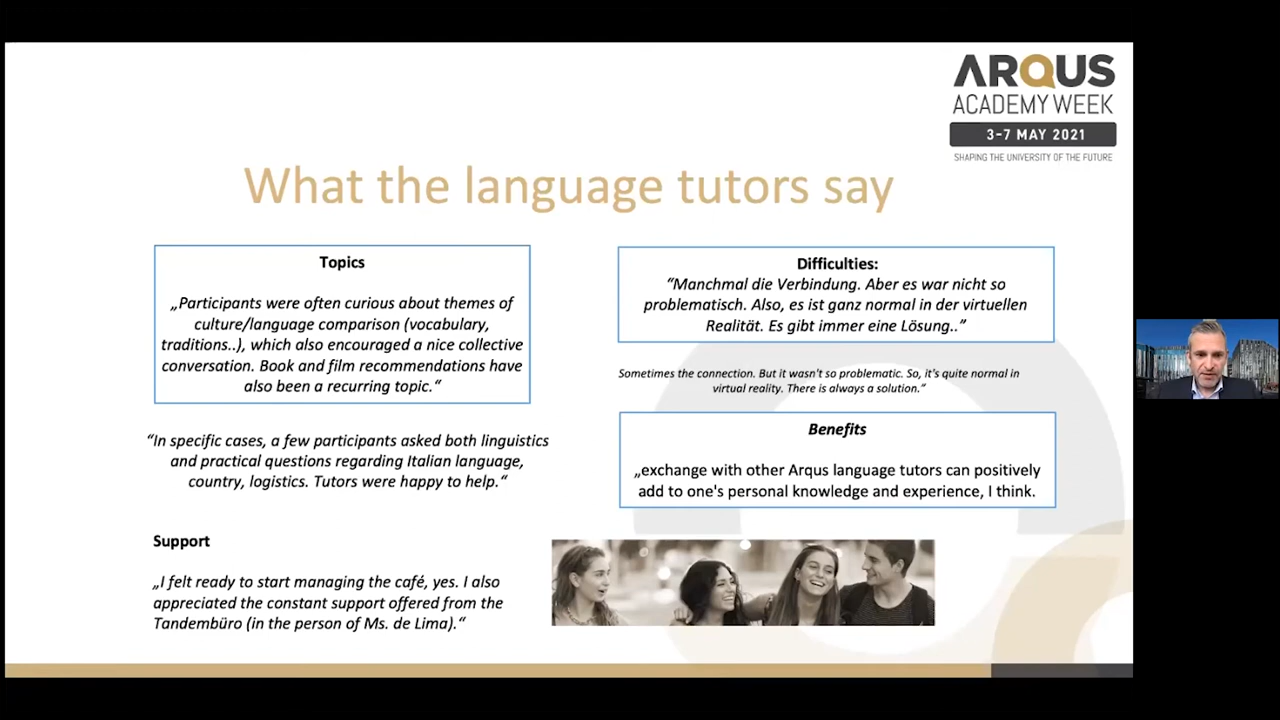 ARQUS
ACADEMY WEEK
3-7 MAY 2021
SHAPING THE UNIVERSITY OF THE FUTURE
What the language tutors say
Topics
„Participants were often curious about themes of
culture/language comparison (vocabulary,
traditions..), which also encouraged a nice collective
conversation. Book and film recommendations have
also been a recurring topic.“
“In specific cases, a few participants asked both linguistics
and practical questions regarding Italian language,
country, logistics. Tutors were happy to help.“
Support
„I felt ready to start managing the café, yes. I also
appreciated the constant support offered from the
Tandembüro (in the person of Ms. de Lima).“
Difficulties:
“Manchmal die Verbindung. Aber es war nicht so
problematisch. Also, es ist ganz normal in der virtuellen
Realität. Es gibt immer eine Lösung..”
Sometimes the connection. But it wasn't so problematic. So, it's quite normal in
virtual reality. There is always a solution.”
Benefits
„exchange with other Arqus language tutors can positively
add to one's personal knowledge and experience, I think.